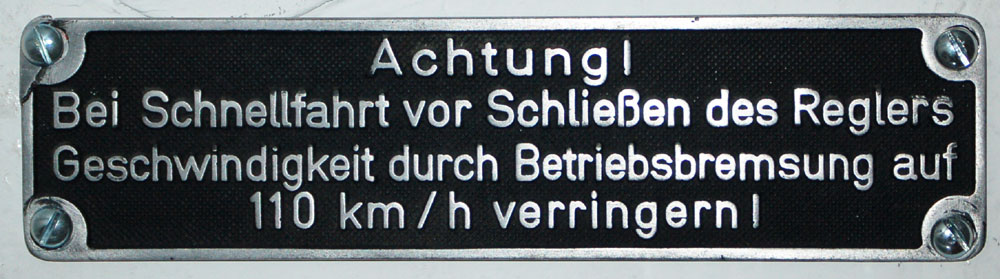 Achtung!
Bei Schnellfahrt vor Schließen des Reglers
Geschwindigkeit durch Betriebsbremsung auf
110 km/h verringern!